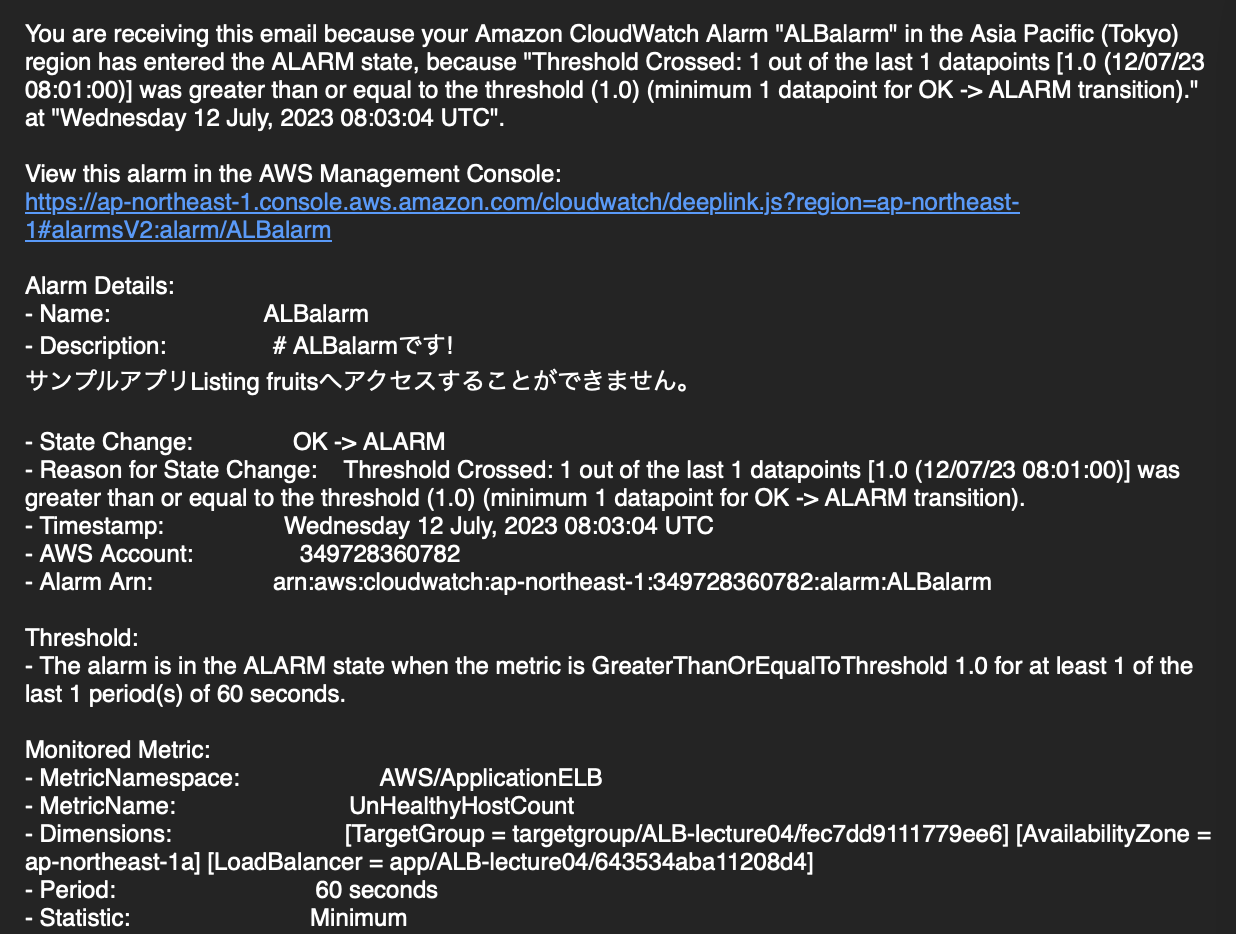 You are receiving this email because your Amazon CloudWatch Alarm "ALBalarm" in the Asia Pacific (Tokyo)
region has entered the ALARM state, because "Threshold Crossed: 1 out of the last 1 datapoints [1.0 (12/07/23
08:01:00)] was greater than or equal to the threshold (1.0) (minimum 1 datapoint for OK -> ALARM transition)."
at "Wednesday 12 July, 2023 08:03:04 UTC".
View this alarm in the AWS Management Console:
https://ap-northeast-1.console.aws.amazon.com/cloudwatch/deeplink.js?region=ap-northeast-
1#alarmsV2:alarm/ALBalarm
Alarm Details:
- Name: ALBalarm
- Description: # ALBalarmです!
サンプルアプリListing fruitsへアクセスすることができません。
- State Change: OK -> ALARM
- Reason for State Change: Threshold Crossed: 1 out of the last 1 datapoints [1.0 (12/07/23 08:01:00)] was
greater than or equal to the threshold (1.0) (minimum 1 datapoint for OK -> ALARM transition).
- Timestamp: Wednesday 12 July, 2023 08:03:04 UTC
- AWS Account: 349728360782
- Alarm Arn: arn:aws:cloudwatch:ap-northeast-1:349728360782:alarm:ALBalarm
Threshold:
- The alarm is in the ALARM state when the metric is GreaterThanOrEqualToThreshold 1.0 for at least 1 of the
last 1 period(s) of 60 seconds.
Monitored Metric:
- MetricNamespace: AWS/ApplicationELB
- MetricName: UnHealthyHostCount
- Dimensions: [TargetGroup = targetgroup/ALB-lecture04/fec7dd9111779ee6] [AvailabilityZone =
ap-northeast-1a] [LoadBalancer = app/ALB-lecture04/643534aba11208d4]
- Period: 60 seconds
- Statistic: Minimum